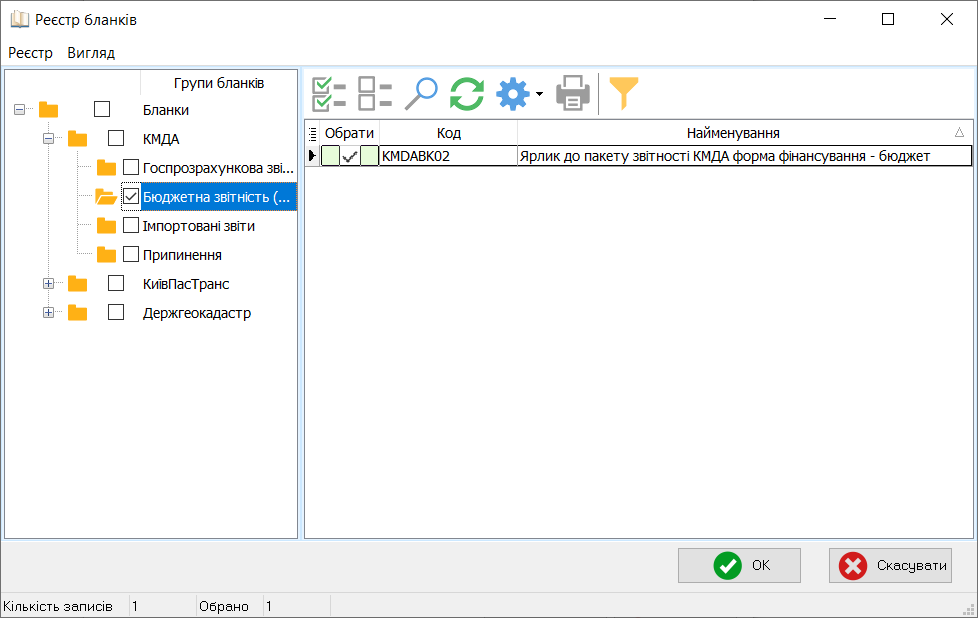 Реєстр бланків
Реєстр Вигляд
Групи бланків
Бланки
КМДА
Госпрозрахункова зві...
Бюджетна звітність (...
Імпортовані звіти
Припинення
КиївПасТранс
Держгеокадастр
Обрати Код Найменування
KMDABK02 Ярлик до пакету звітності КМДА форма фінансування - бюджет
OK Скасувати
Кількість записів 1 Обрано 1